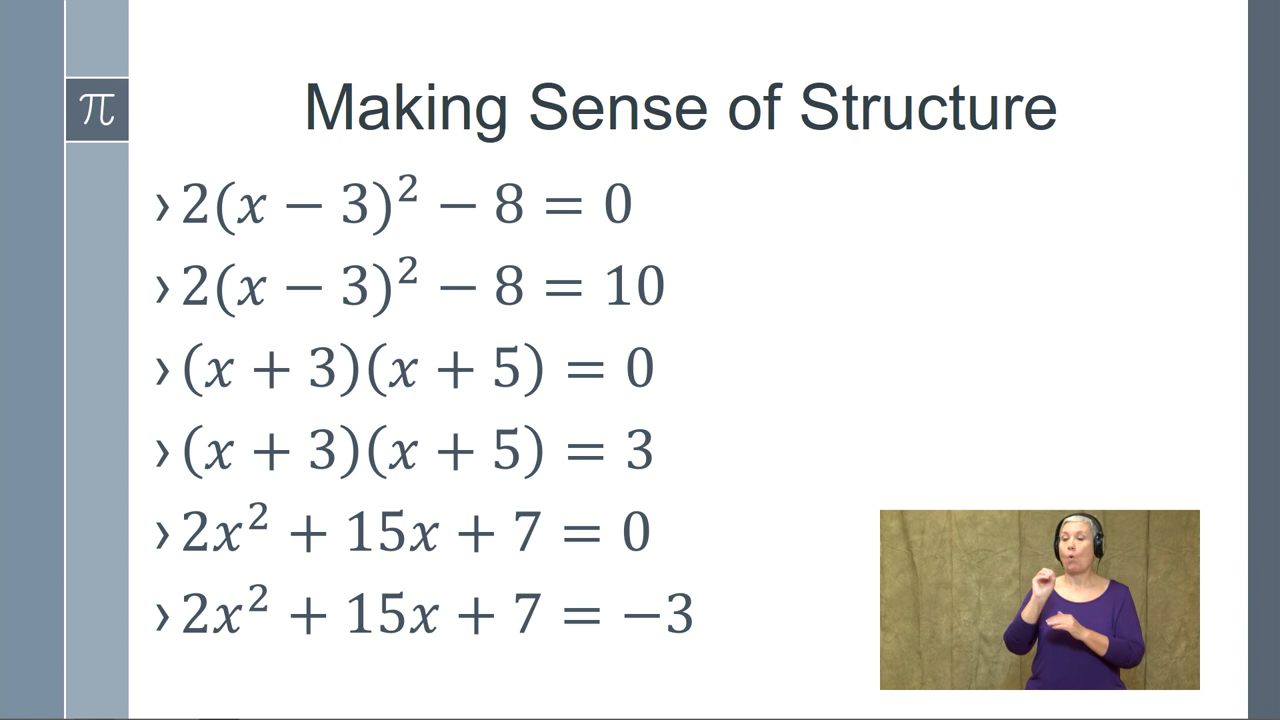 π
Making Sense of Structure
› 2(x − 3)² − 8 = 0
› 2(x − 3)² − 8 = 10
› (x + 3)(x + 5) = 0
› (x + 3)(x + 5) = 3
› 2x² + 15x + 7 = 0
› 2x² + 15x + 7 = −3